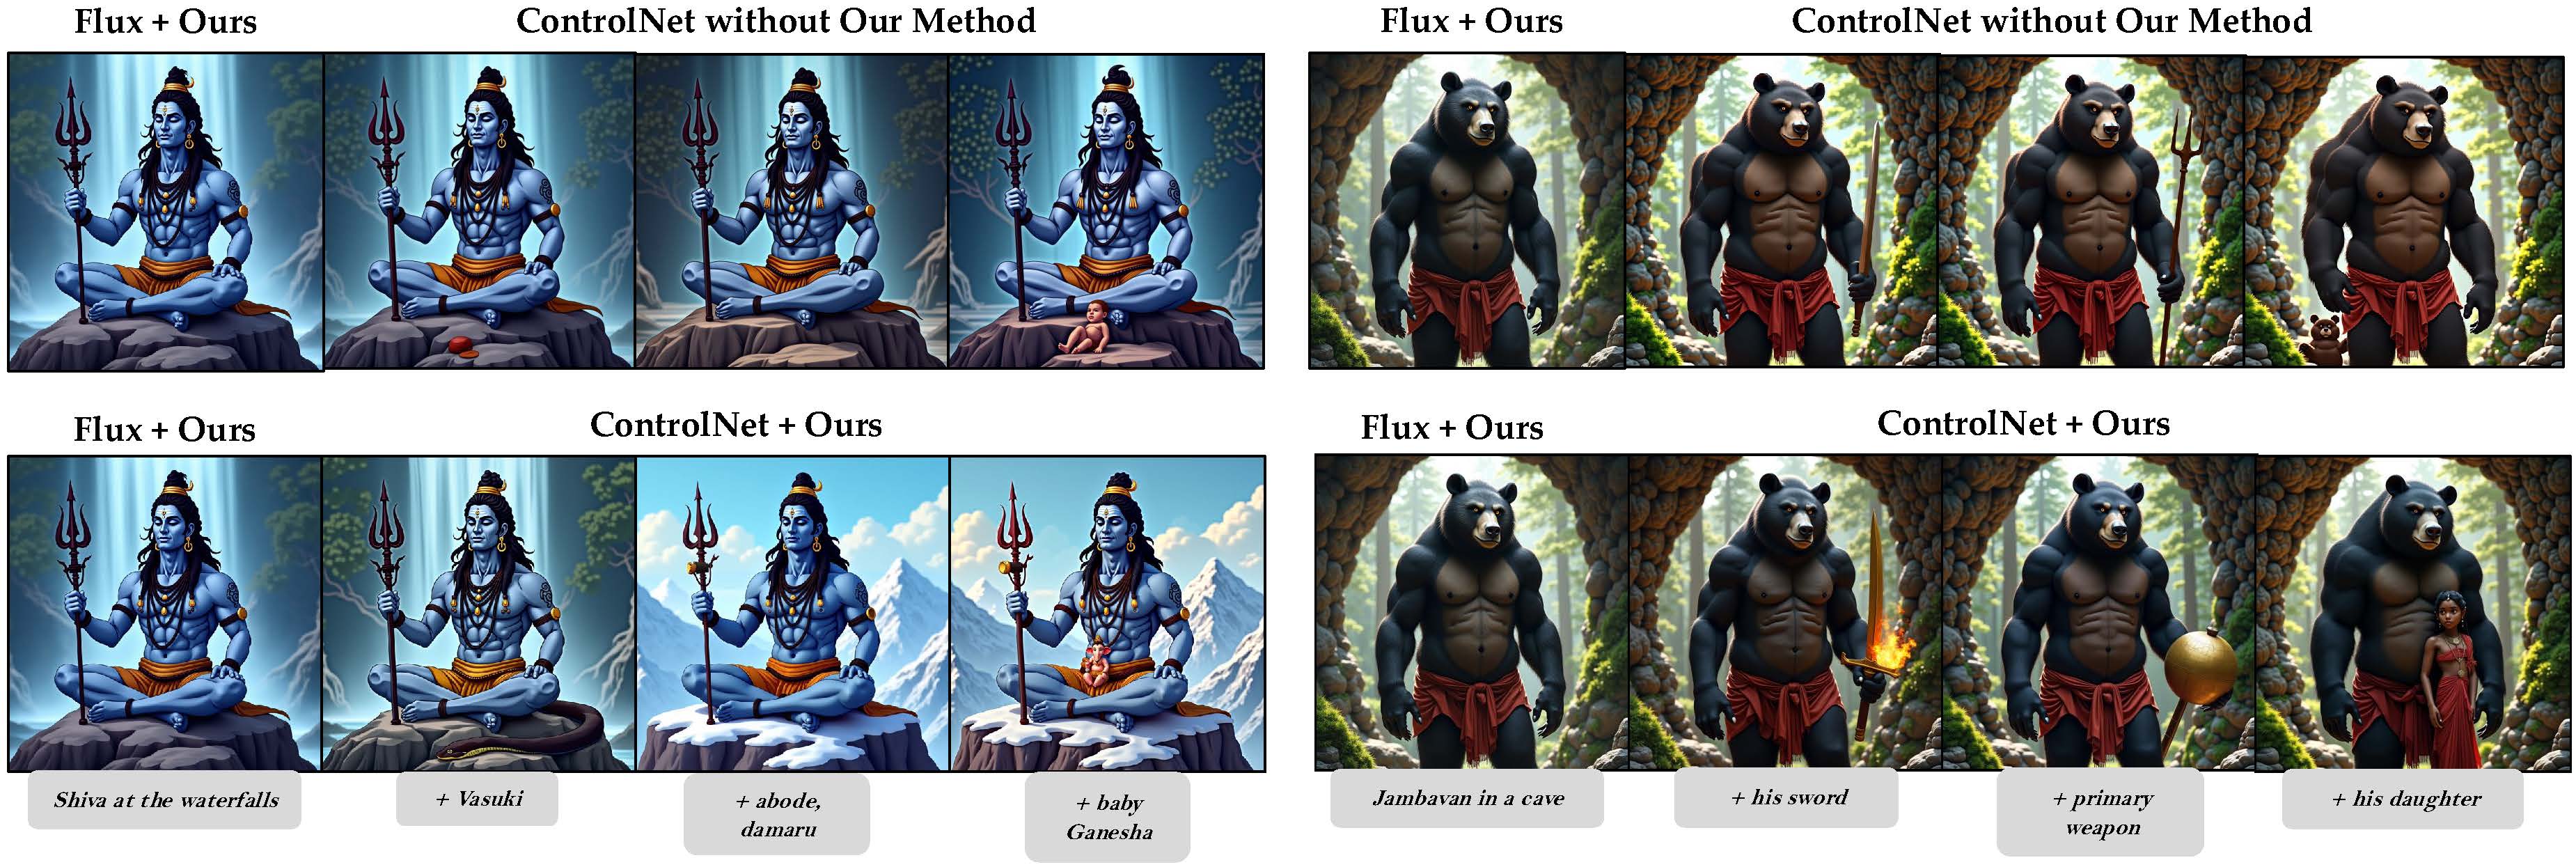 Flux + Ours
ControlNet without Our Method
Flux + Ours
ControlNet without Our Method
Flux + Ours
ControlNet + Ours
Flux + Ours
ControlNet + Ours
Shiva at the waterfalls
+ Vasuki
+ abode,
damaru
+ baby
Ganesha
Jambavan in a cave
+ his sword
+ primary
weapon
+ his daughter